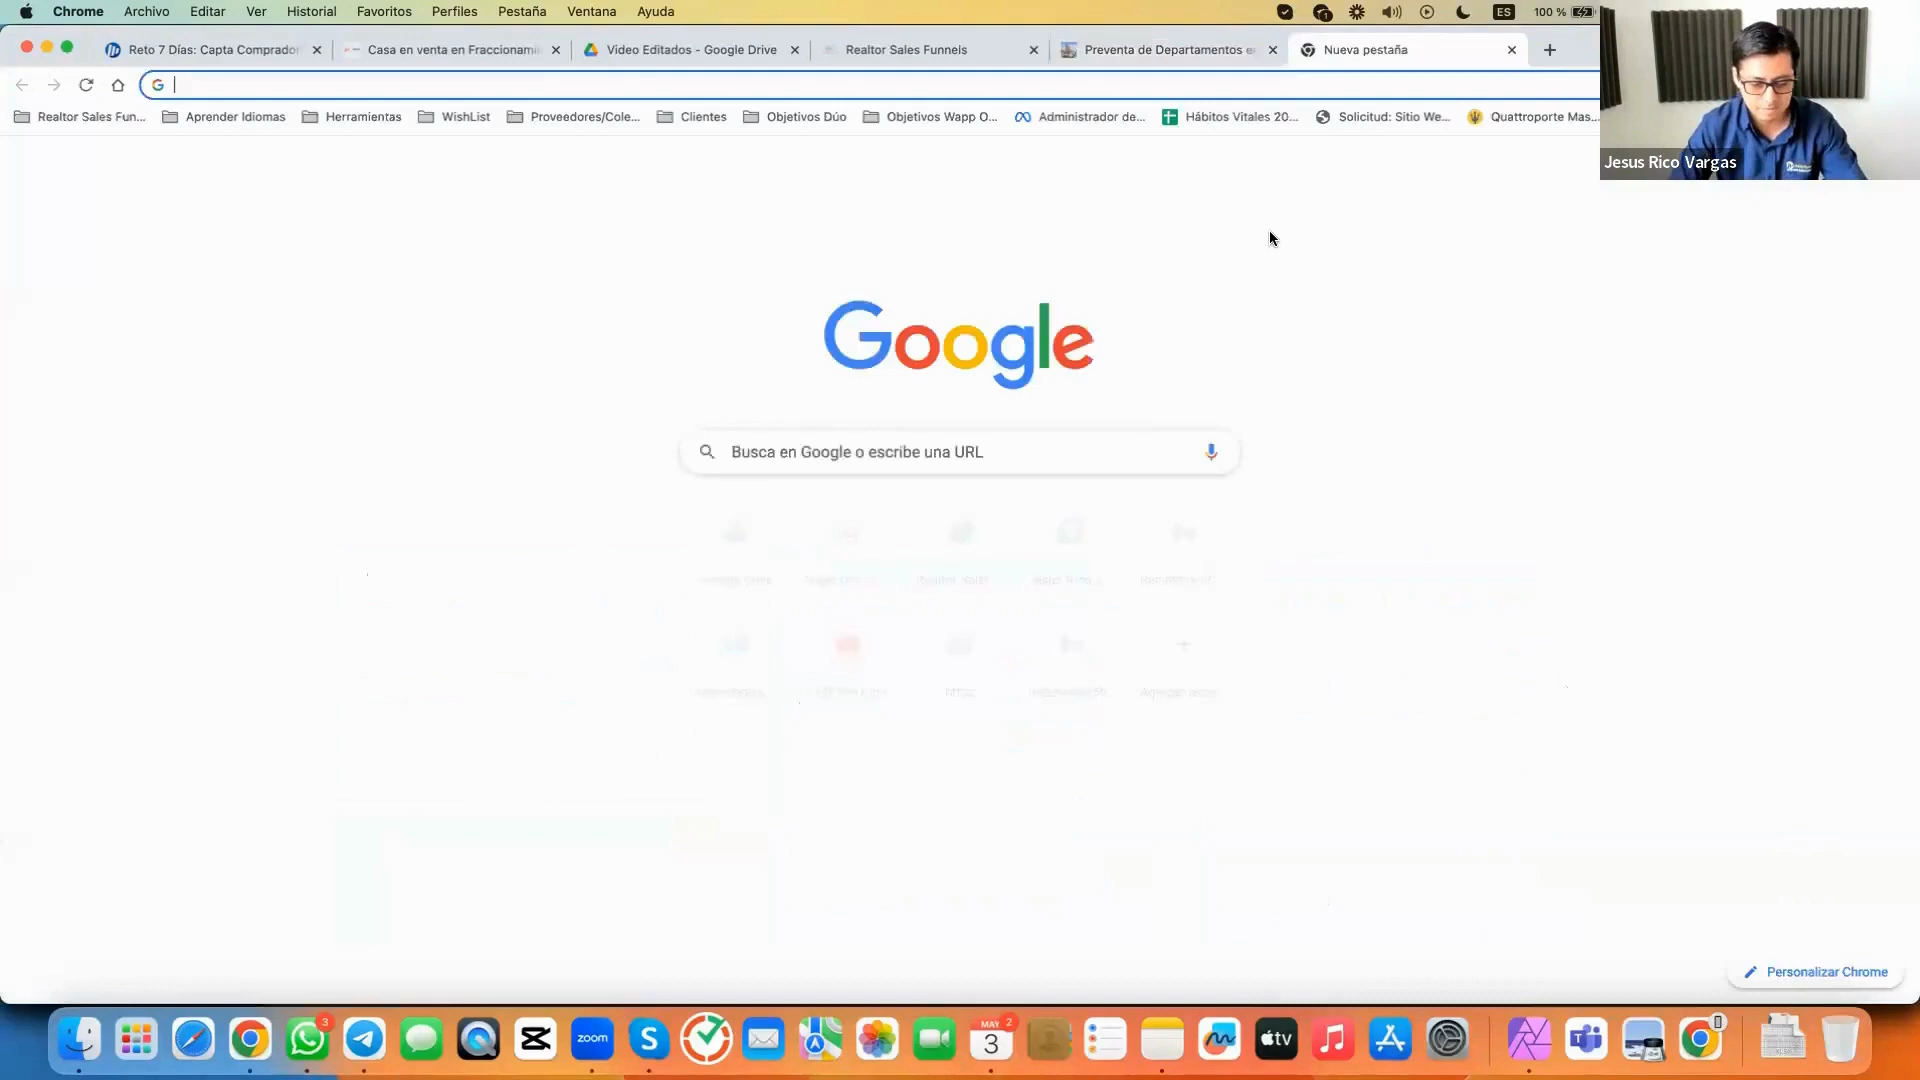 Chrome Archivo Editar Ver Historial Favoritos Perfiles Pestaña Ventana Ayuda ES 100 %
Reto 7 Días: Capta Comprador Casa en venta en Fraccionami Video Editados - Google Drive Realtor Sales Funnels Preventa de Departamentos e Nueva pestaña
Realtor Sales Fun... Aprender Idiomas Herramientas WishList Proveedores/Cole... Clientes Objetivos Dúo Objetivos Wapp O... Administrador de... Hábitos Vitales 20... Solicitud: Sitio We... Quattroporte Mas...
Jesus Rico Vargas
Google
Busca en Google o escribe una URL
Personalizar Chrome
3
zoom
S
MAY 2
3
tv